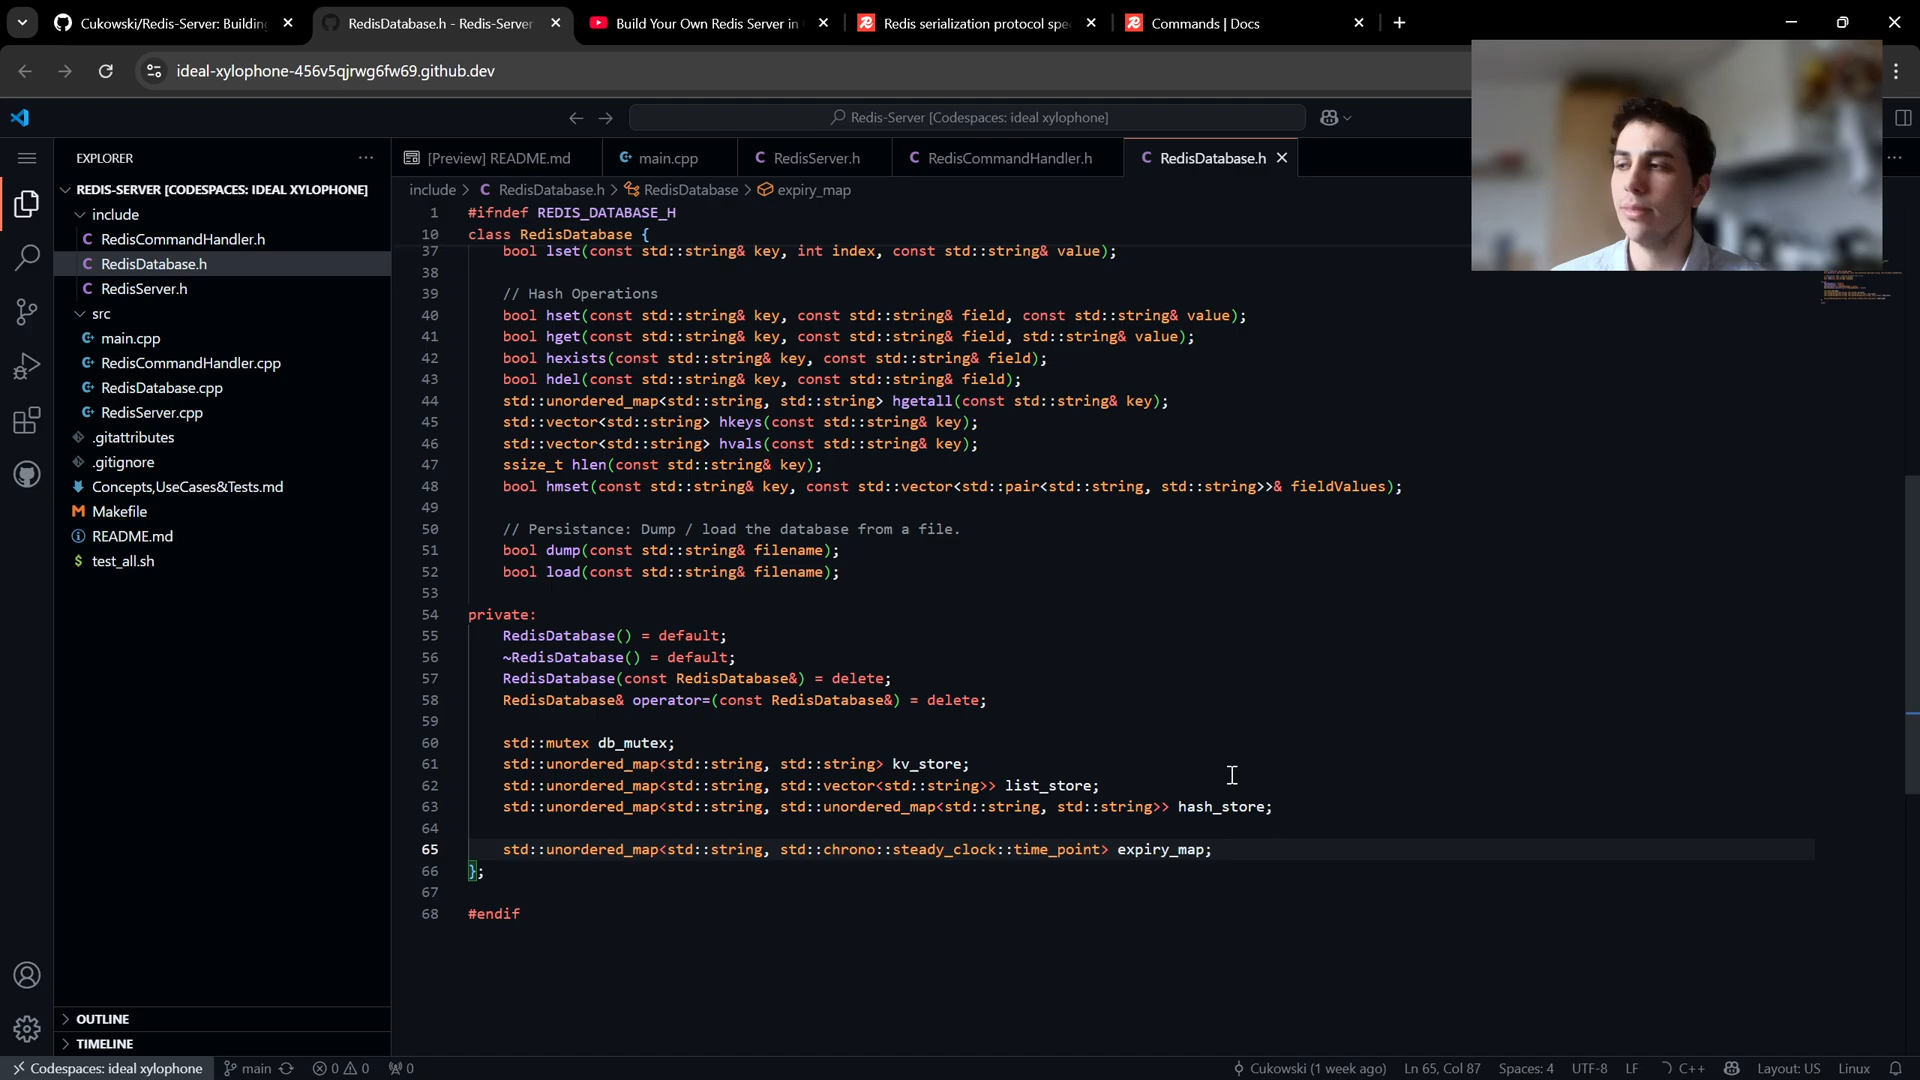 Cukowski/Redis-Server: Building
RedisDatabase.h - Redis-Server
Build Your Own Redis Server in
Redis serialization protocol spe
Commands | Docs
ideal-xylophone-456v5qjrwg6fw69.github.dev
Redis-Server [Codespaces: ideal xylophone]
EXPLORER
[Preview] README.md
main.cpp
RedisServer.h
RedisCommandHandler.h
RedisDatabase.h
REDIS-SERVER [CODESPACES: IDEAL XYLOPHONE]
include
RedisCommandHandler.h
RedisDatabase.h
RedisServer.h
src
main.cpp
RedisCommandHandler.cpp
RedisDatabase.cpp
RedisServer.cpp
.gitattributes
.gitignore
Concepts,UseCases&Tests.md
Makefile
README.md
test_all.sh
OUTLINE
TIMELINE
include > RedisDatabase.h > RedisDatabase > expiry_map
1 #ifndef REDIS_DATABASE_H
10 class RedisDatabase {
37 bool lset(const std::string& key, int index, const std::string& value);
38
39 // Hash Operations
40 bool hset(const std::string& key, const std::string& field, const std::string& value);
41 bool hget(const std::string& key, const std::string& field, std::string& value);
42 bool hexists(const std::string& key, const std::string& field);
43 bool hdel(const std::string& key, const std::string& field);
44 std::unordered_map<std::string, std::string> hgetall(const std::string& key);
45 std::vector<std::string> hkeys(const std::string& key);
46 std::vector<std::string> hvals(const std::string& key);
47 ssize_t hlen(const std::string& key);
48 bool hmset(const std::string& key, const std::vector<std::pair<std::string, std::string>>& fieldValues);
49
50 // Persistance: Dump / load the database from a file.
51 bool dump(const std::string& filename);
52 bool load(const std::string& filename);
53
54 private:
55 RedisDatabase() = default;
56 ~RedisDatabase() = default;
57 RedisDatabase(const RedisDatabase&) = delete;
58 RedisDatabase& operator=(const RedisDatabase&) = delete;
59
60 std::mutex db_mutex;
61 std::unordered_map<std::string, std::string> kv_store;
62 std::unordered_map<std::string, std::vector<std::string>> list_store;
63 std::unordered_map<std::string, std::unordered_map<std::string, std::string>> hash_store;
64
65 std::unordered_map<std::string, std::chrono::steady_clock::time_point> expiry_map;
66 };
67
68 #endif
Codespaces: ideal xylophone
main
0
0
0
Cukowski (1 week ago)
Ln 65, Col 87
Spaces: 4
UTF-8
LF
C++
Layout: US
Linux